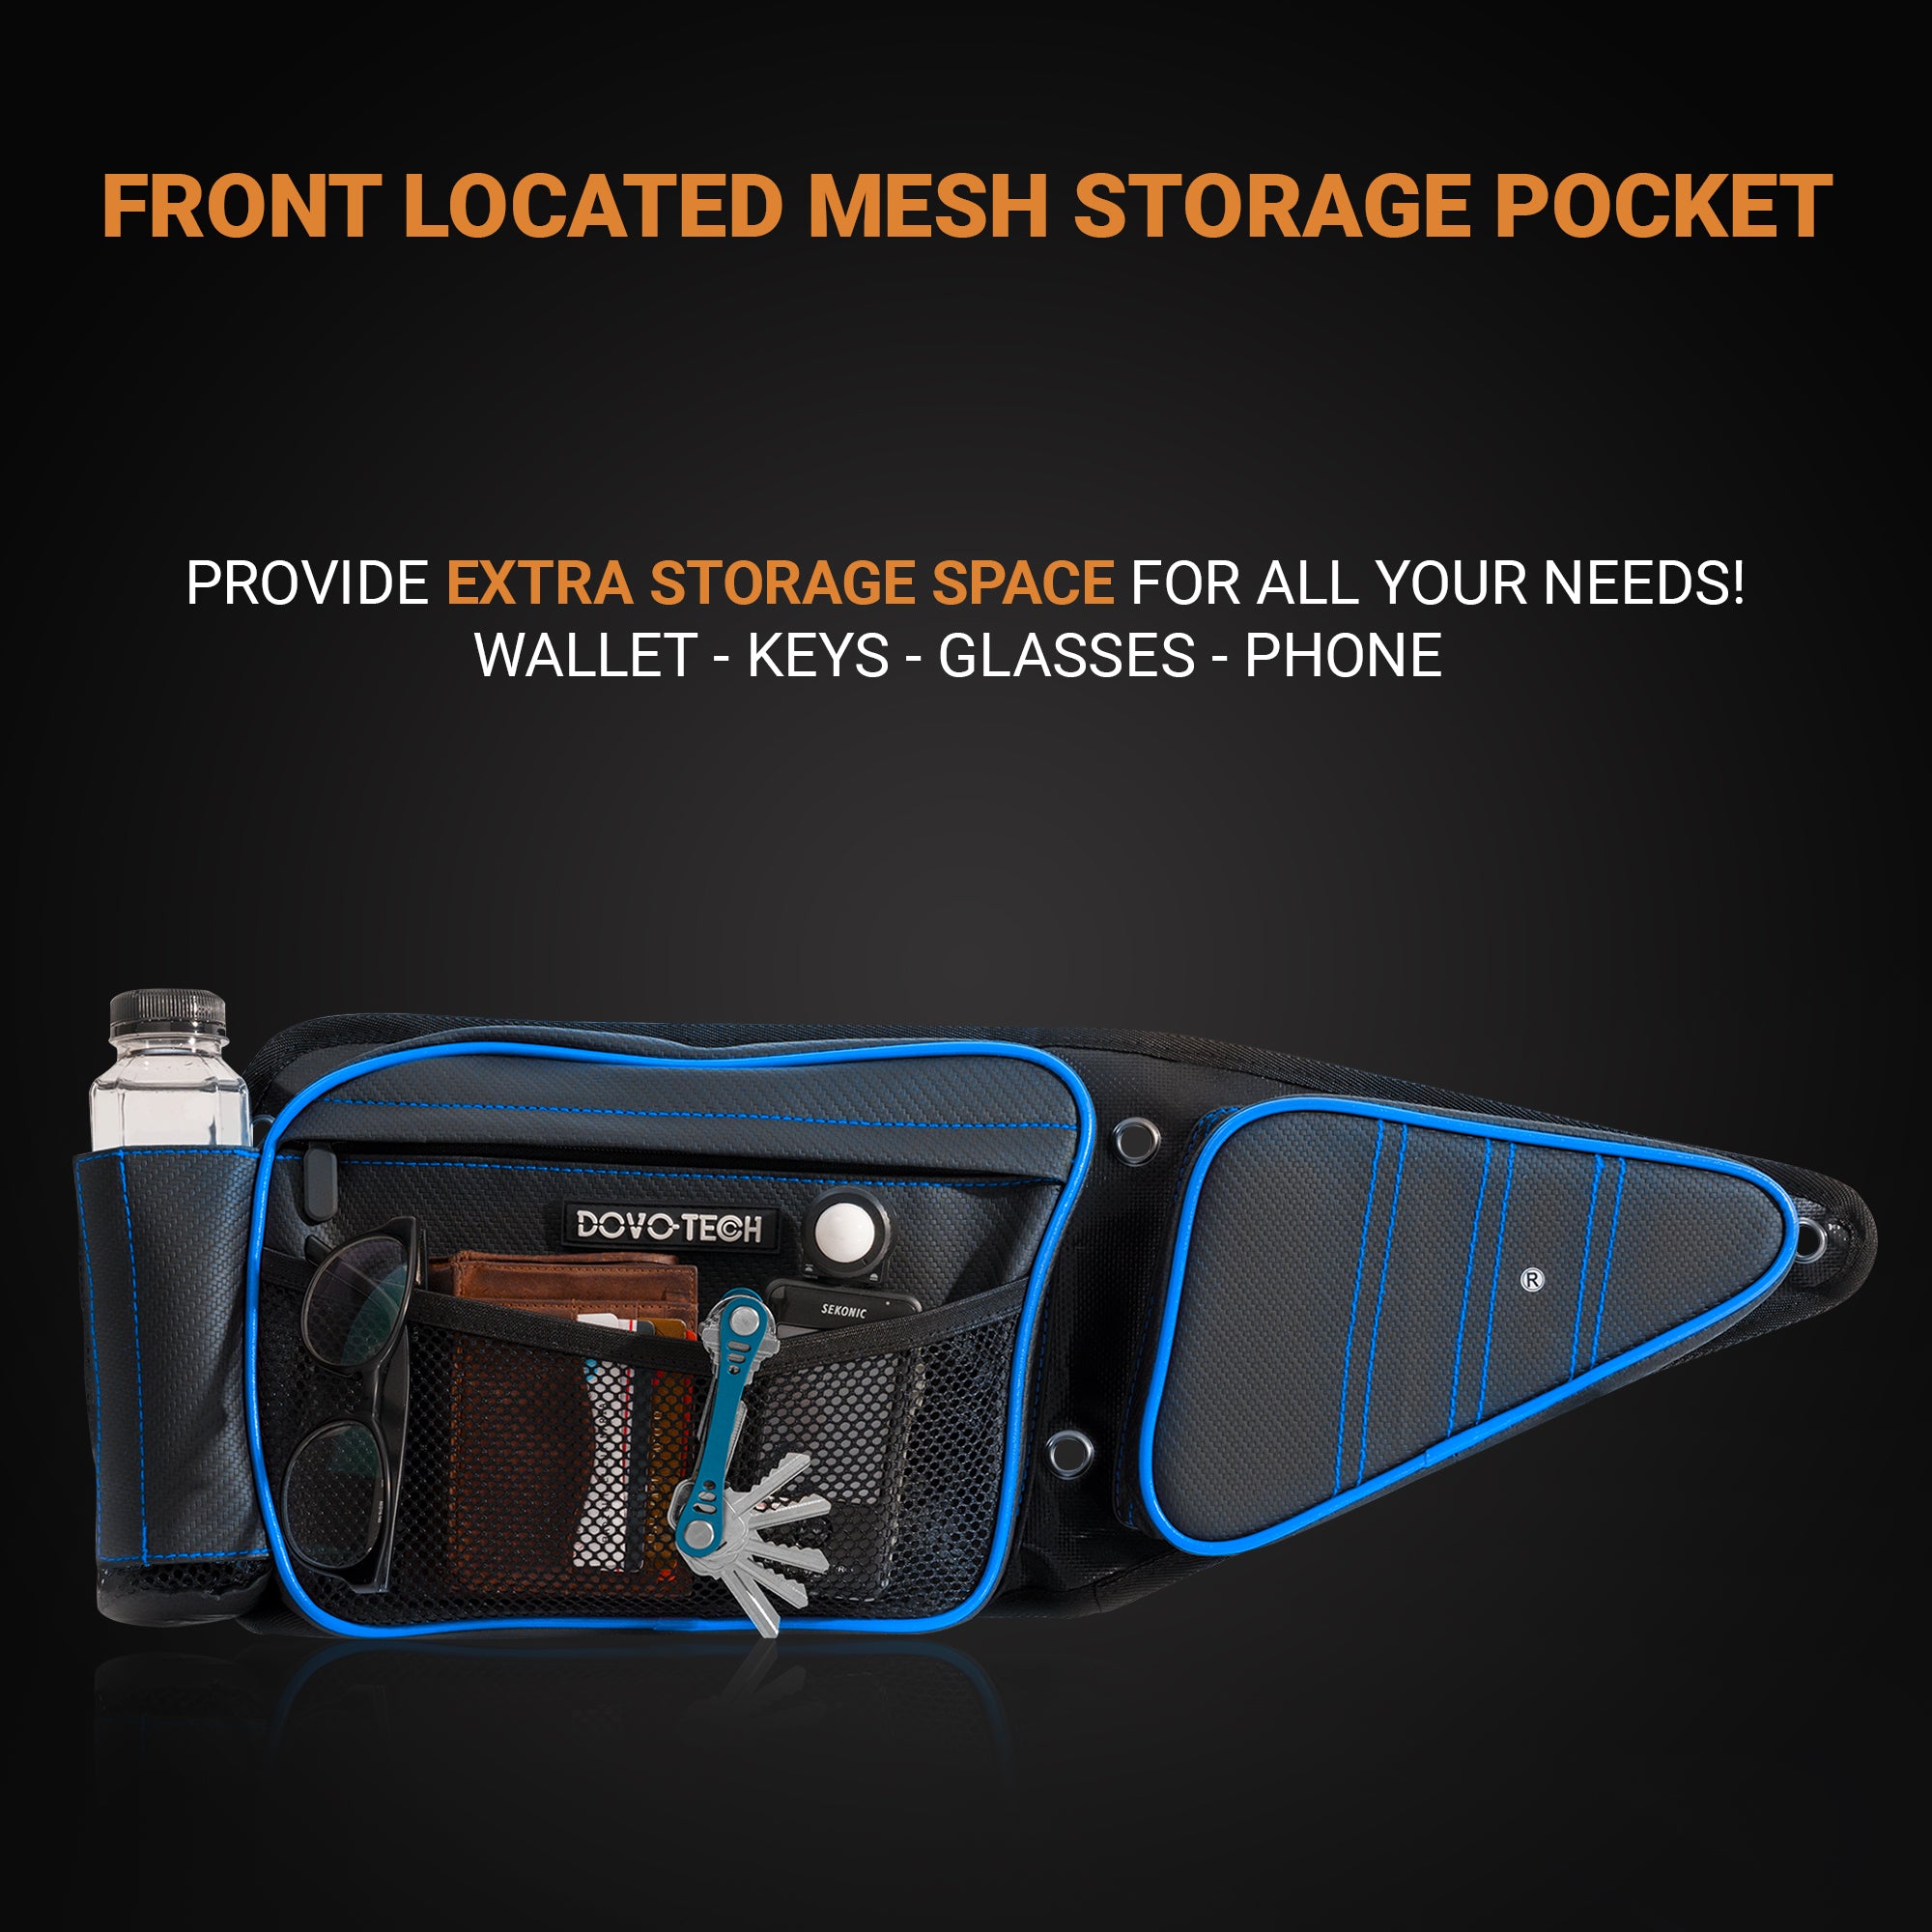 FRONT LOCATED MESH STORAGE POCKET
PROVIDE EXTRA STORAGE SPACE FOR ALL YOUR NEEDS!
WALLET - KEYS - GLASSES - PHONE
DOVO-TECH
SEKONIC
®